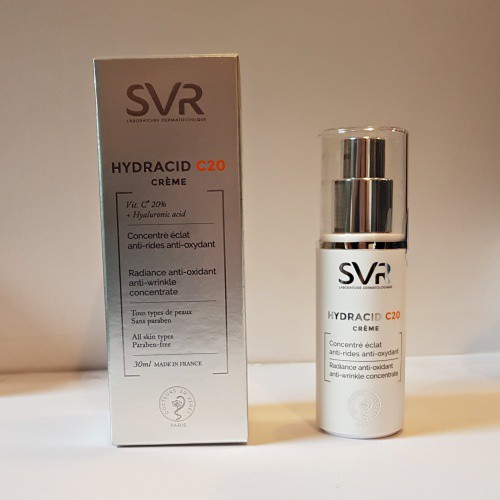 SVR
LABORATOIRE DERMATOLOGIQUE
HYDRACID C20
CRÈME
Vit. C* 20%
+ Hyaluronic acid
Concentré éclat
anti-rides anti-oxydant
Radiance anti-oxidant
anti-wrinkle
concentrate
Tous types de peaux
Sans paraben
All skin types
Paraben-free
30ml MADE IN FRANCE
PARIS
SVR
LABORATOIRE DERMATOLOGIQUE
HYDRACID C20
CRÈME
Concentré éclat
anti-rides anti-oxydant
Radiance anti-oxidant
anti-wrinkle concentrate